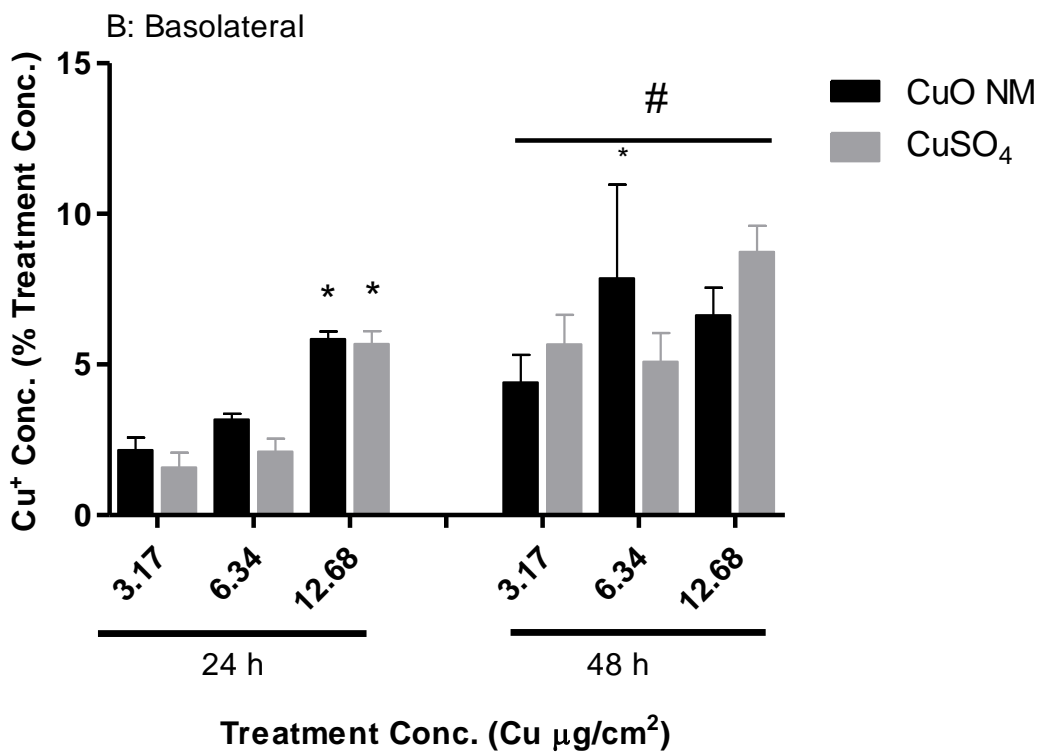 B: Basolateral
Cu⁺ Conc. (% Treatment Conc.)
15
10
5
0
#
*
* *
CuO NM
CuSO₄
3.17 6.34 12.68 3.17 6.34 12.68
24 h 48 h
Treatment Conc. (Cu μg/cm²)